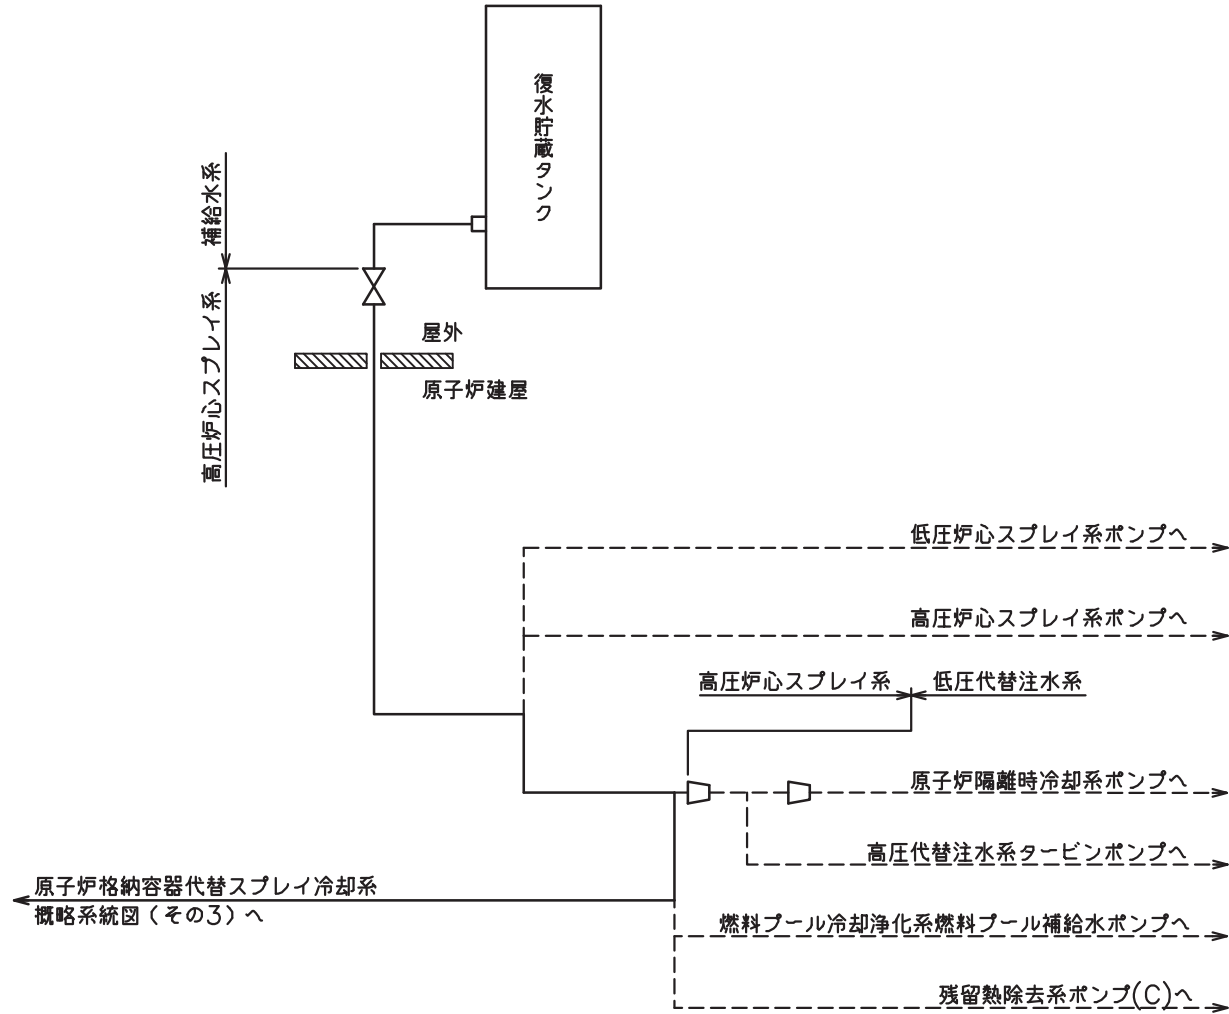 復水貯蔵タンク
補給水系
高圧炉心スプレイ系
屋外
原子炉建屋
低圧炉心スプレイ系ポンプへ
高圧炉心スプレイ系ポンプへ
高圧炉心スプレイ系
低圧代替注水系
原子炉隔離時冷却系ポンプへ
高圧代替注水系タービンポンプへ
原子炉格納容器代替スプレイ冷却系
概略系統図(その3)へ
燃料プール冷却浄化系燃料プール補給水ポンプへ
残留熱除去系ポンプ(C)へ